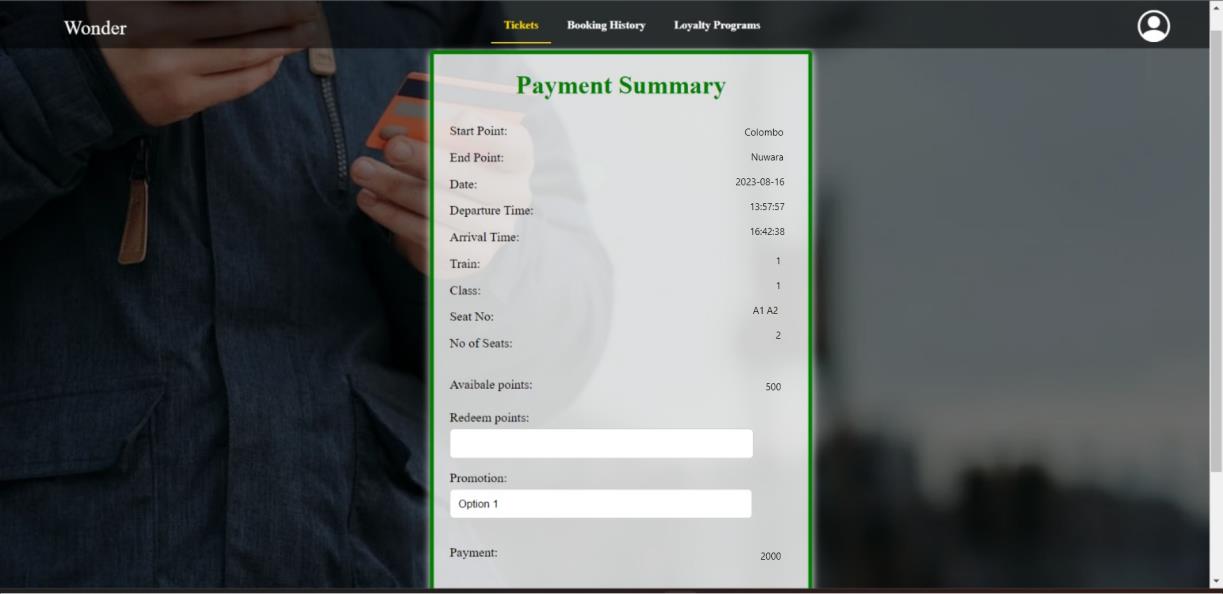 Wonder Tickets Booking History Loyalty Programs
Payment Summary
Start Point: Colombo
End Point: Nuwara
Date: 2023-08-16
Departure Time: 13:57:57
Arrival Time: 16:42:38
Train: 1
Class: 1
Seat No: A1 A2
No of Seats: 2
Avaibale points: 500
Redeem points:
Promotion:
Option 1
Payment: 2000